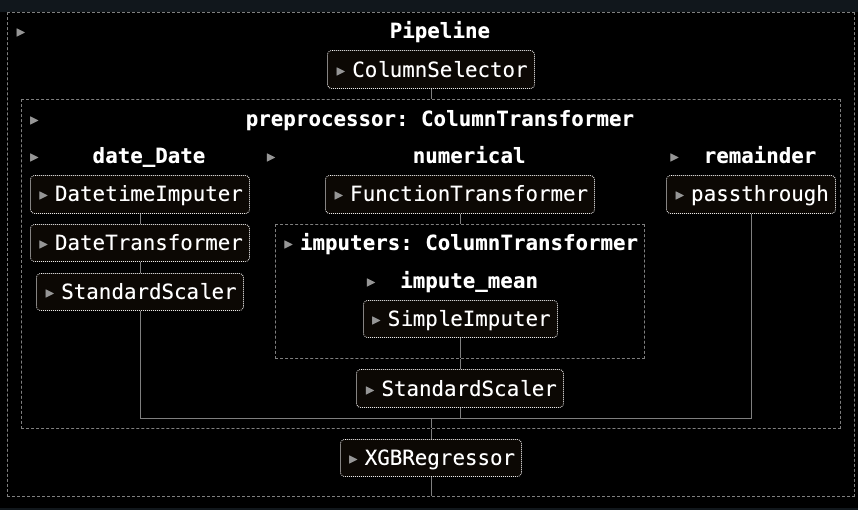 Pipeline
ColumnSelector
preprocessor: ColumnTransformer
date_Date numerical remainder
DatetimeImputer FunctionTransformer passthrough
DateTransformer imputers: ColumnTransformer
StandardScaler impute_mean
SimpleImputer
StandardScaler
XGBRegressor